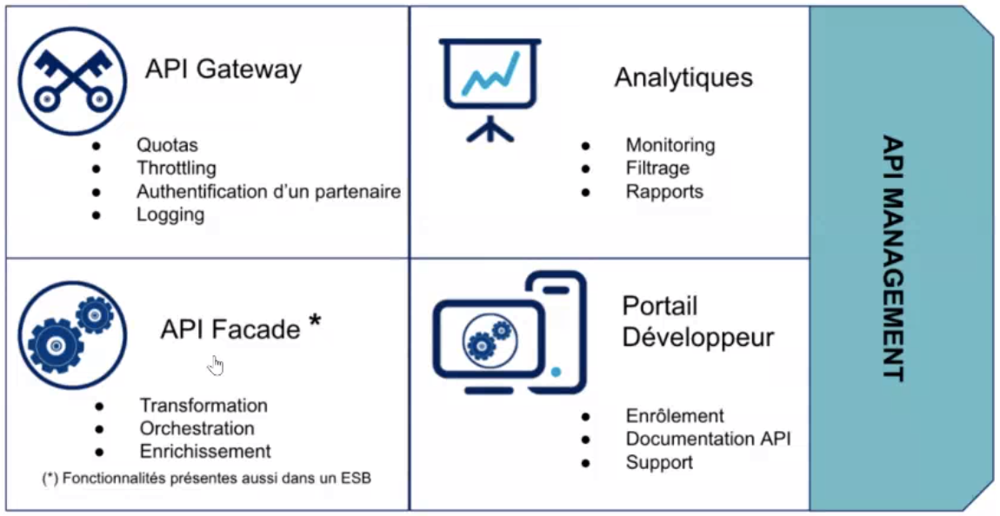 API Gateway
• Quotas
• Throttling
• Authentification d'un partenaire
• Logging
Analytiques
• Monitoring
• Filtrage
• Rapports
API Facade *
• Transformation
• Orchestration
• Enrichissement
(*) Fonctionnalités présentes aussi dans un ESB
Portail
Développeur
• Enrôlement
• Documentation API
• Support
API MANAGEMENT